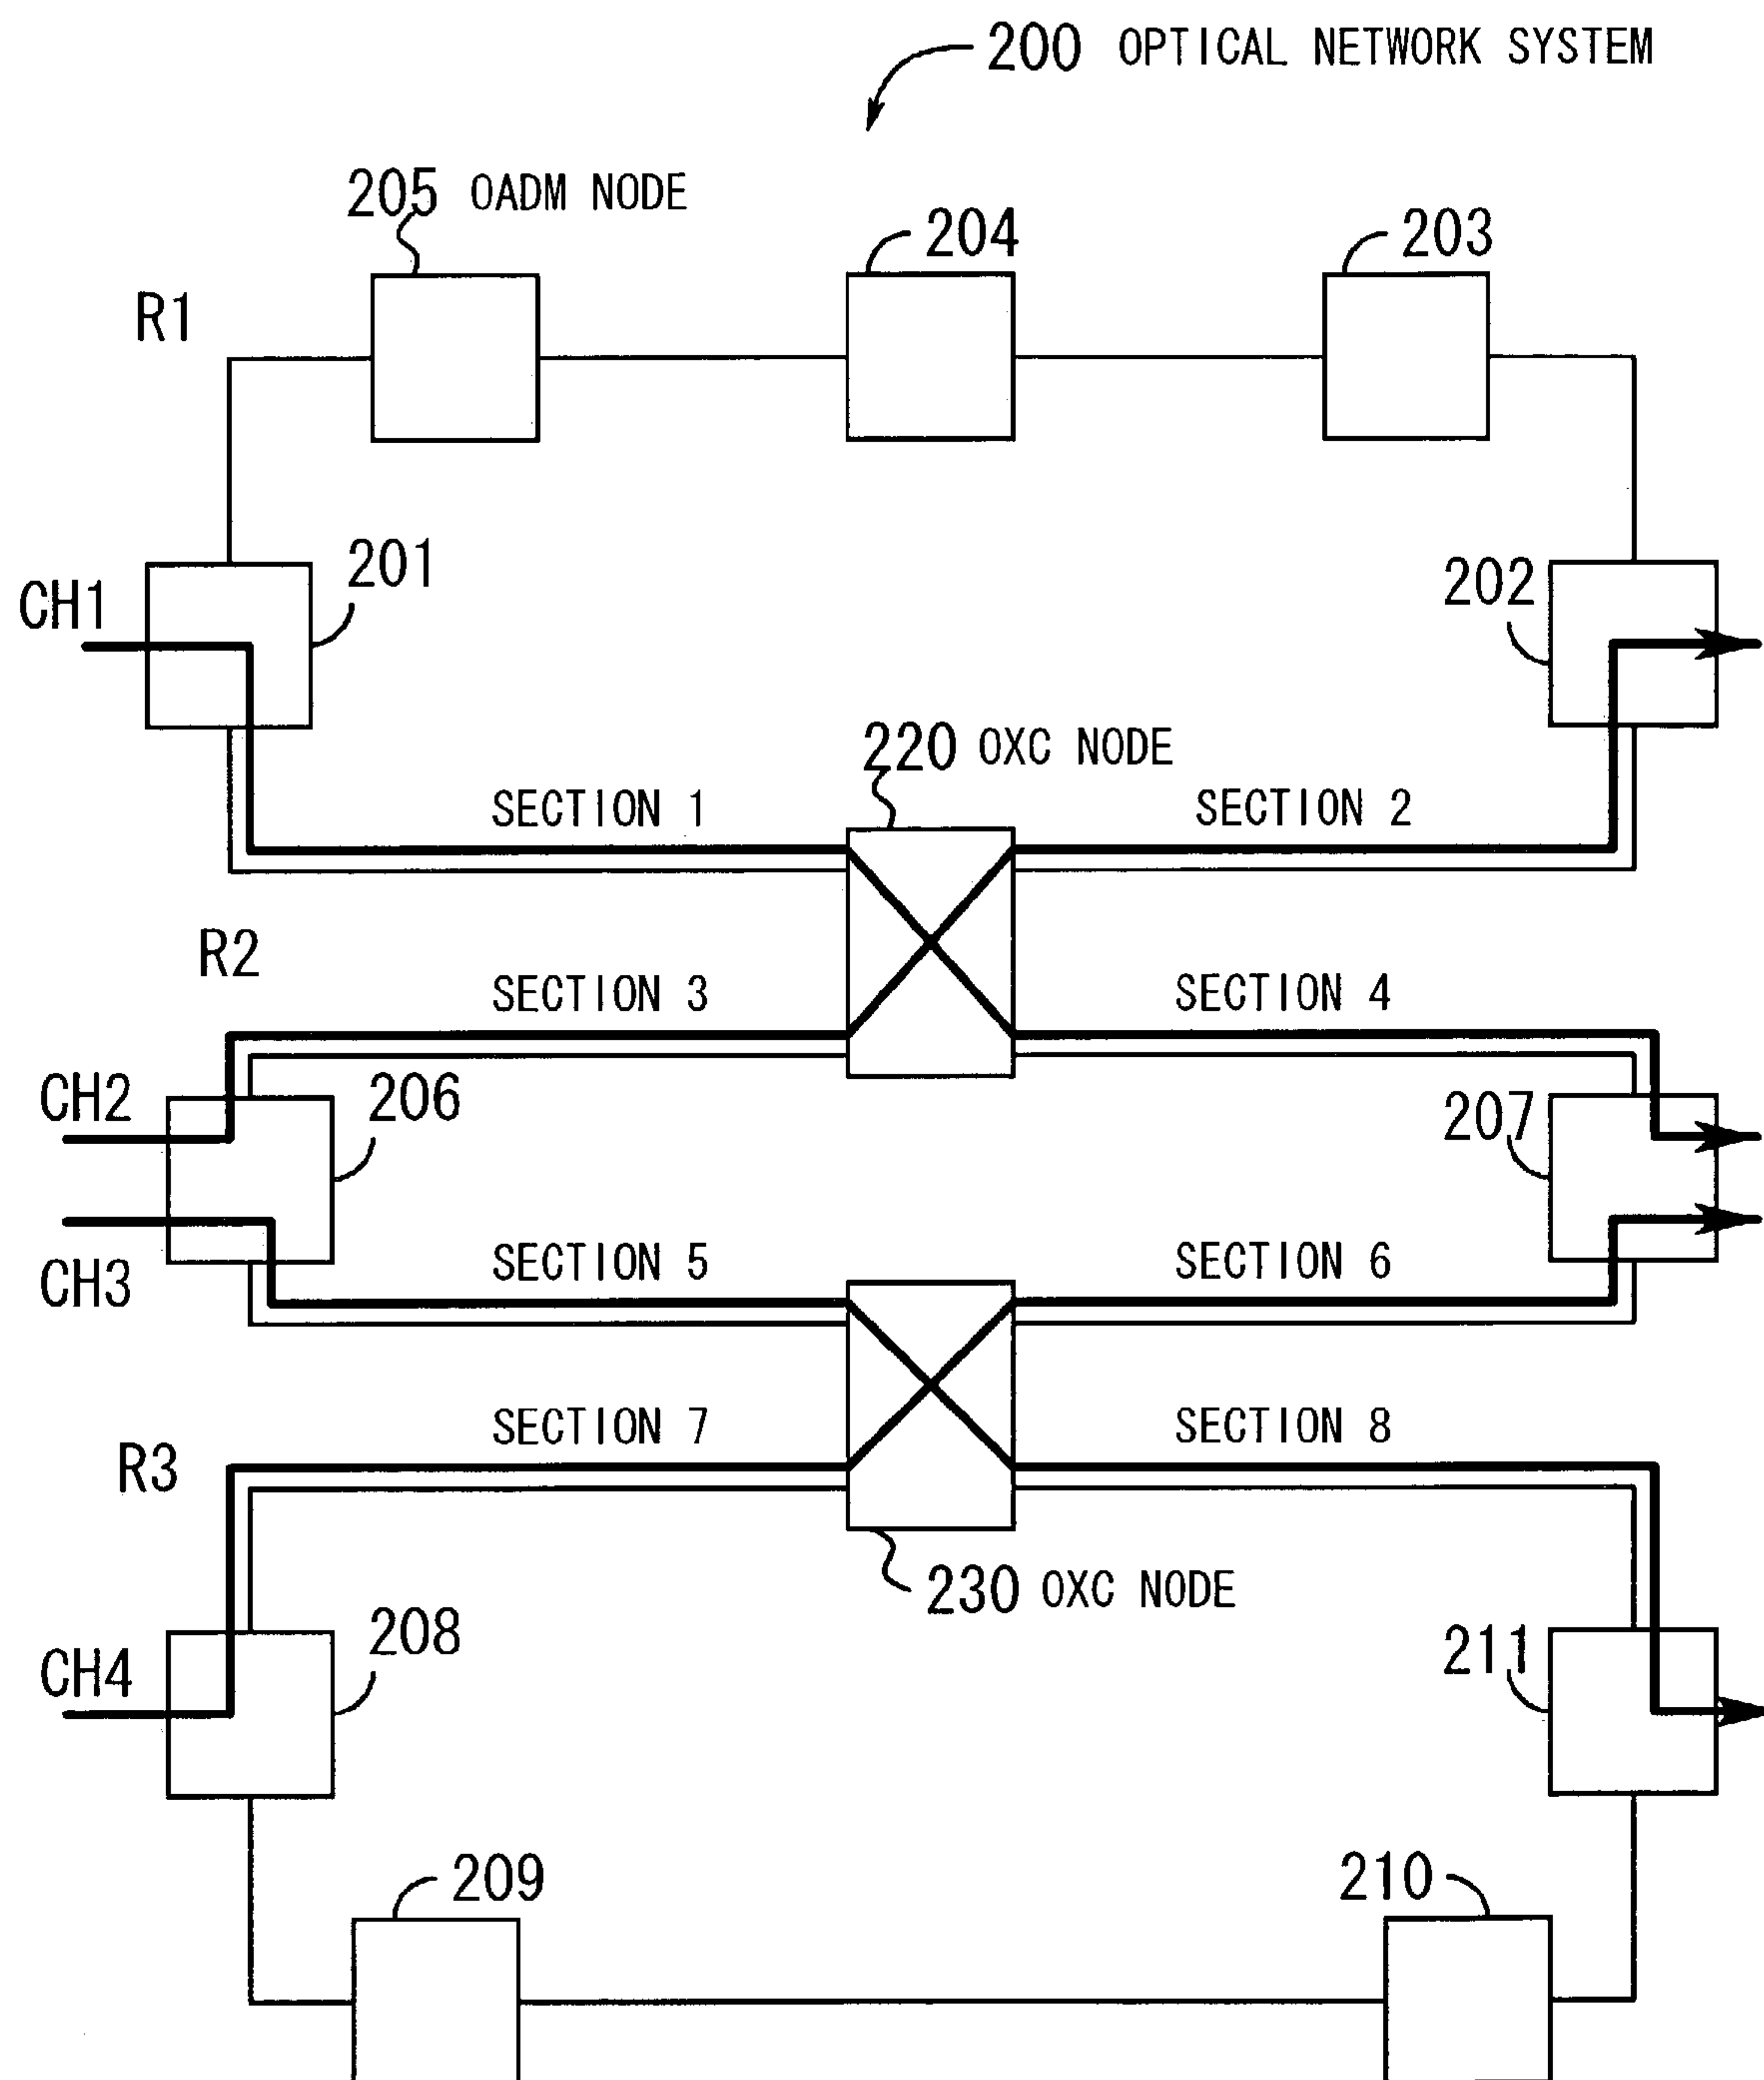 200 OPTICAL NETWORK SYSTEM
205 OADM NODE
204
203
R1
201
CH1
202
220 OXC NODE
SECTION 1
SECTION 2
R2
SECTION 3
SECTION 4
CH2
206
207
CH3
SECTION 5
SECTION 6
SECTION 7
SECTION 8
R3
230 OXC NODE
208
CH4
211
209
210